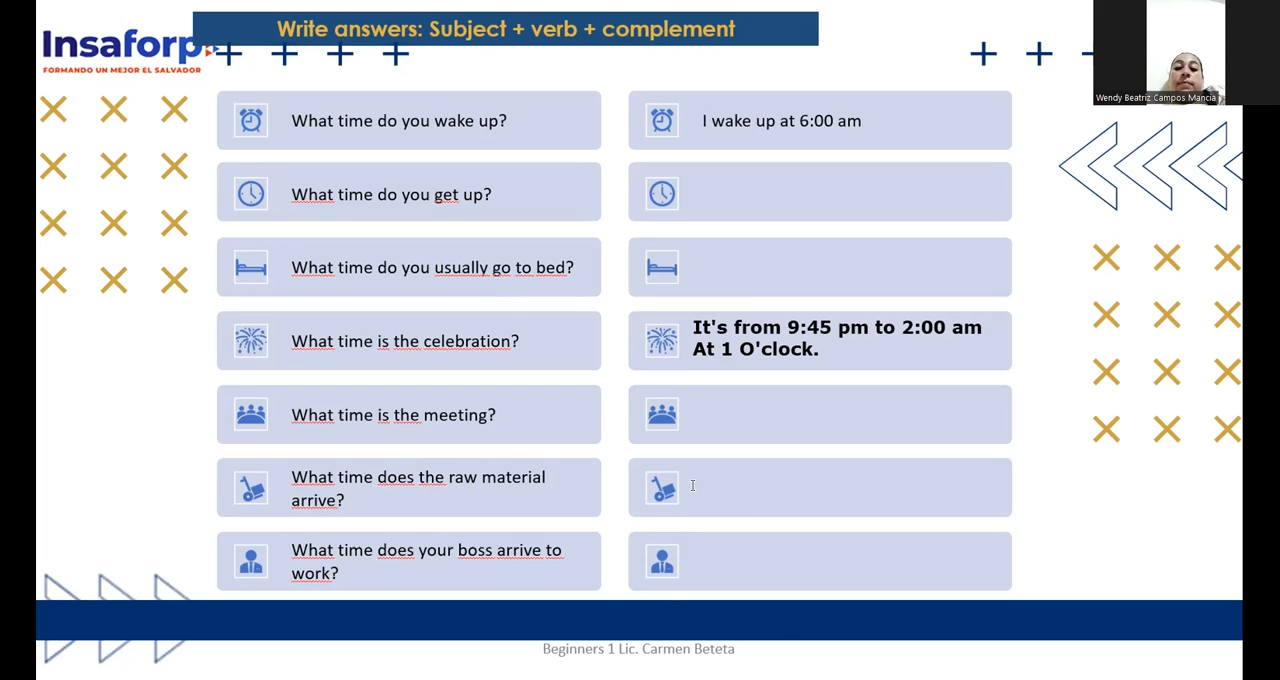 Write answers: Subject + verb + complement
Insaforp
FORMANDO UN MEJOR EL SALVADOR
Wendy Beatriz Campos Mancia
What time do you wake up?
I wake up at 6:00 am
What time do you get up?
What time do you usually go to bed?
What time is the celebration?
It's from 9:45 pm to 2:00 am
At 1 O'clock.
What time is the meeting?
What time does the raw material
arrive?
What time does your boss arrive to
work?
Beginners 1 Lic. Carmen Beteta